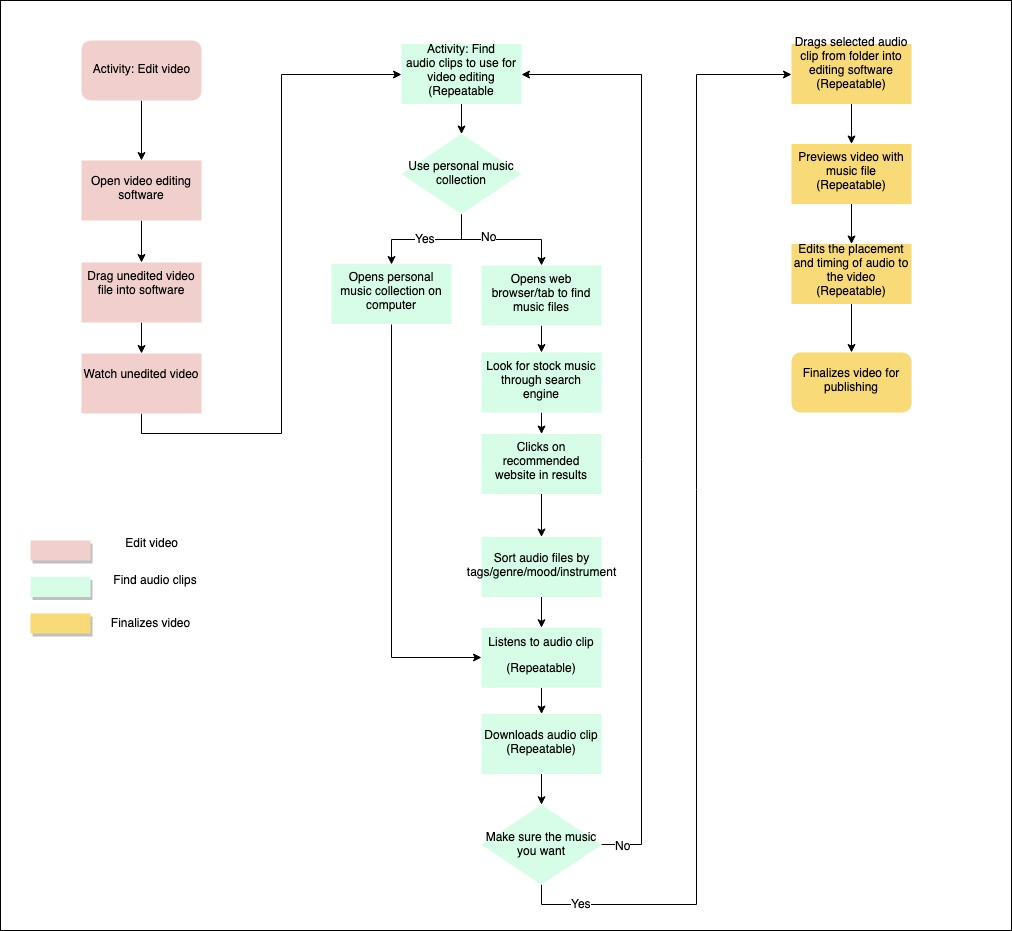 Activity: Edit video
Open video editing
software
Drag unedited video
file into software
Watch unedited video
Activity: Find
audio clips to use for
video editing
(Repeatable
Use personal music
collection
Yes
No
Opens personal
music collection on
computer
Opens web
browser/tab to find
music files
Look for stock music
through search
engine
Clicks on
recommended
website in results
Sort audio files by
tags/genre/mood/instrument
Listens to audio clip
(Repeatable)
Downloads audio clip
(Repeatable)
Make sure the music
you want
No
Yes
Drags selected audio
clip from folder into
editing software
(Repeatable)
Previews video with
music file
(Repeatable)
Edits the placement
and timing of audio to
the video
(Repeatable)
Finalizes video for
publishing
Edit video
Find audio clips
Finalizes video